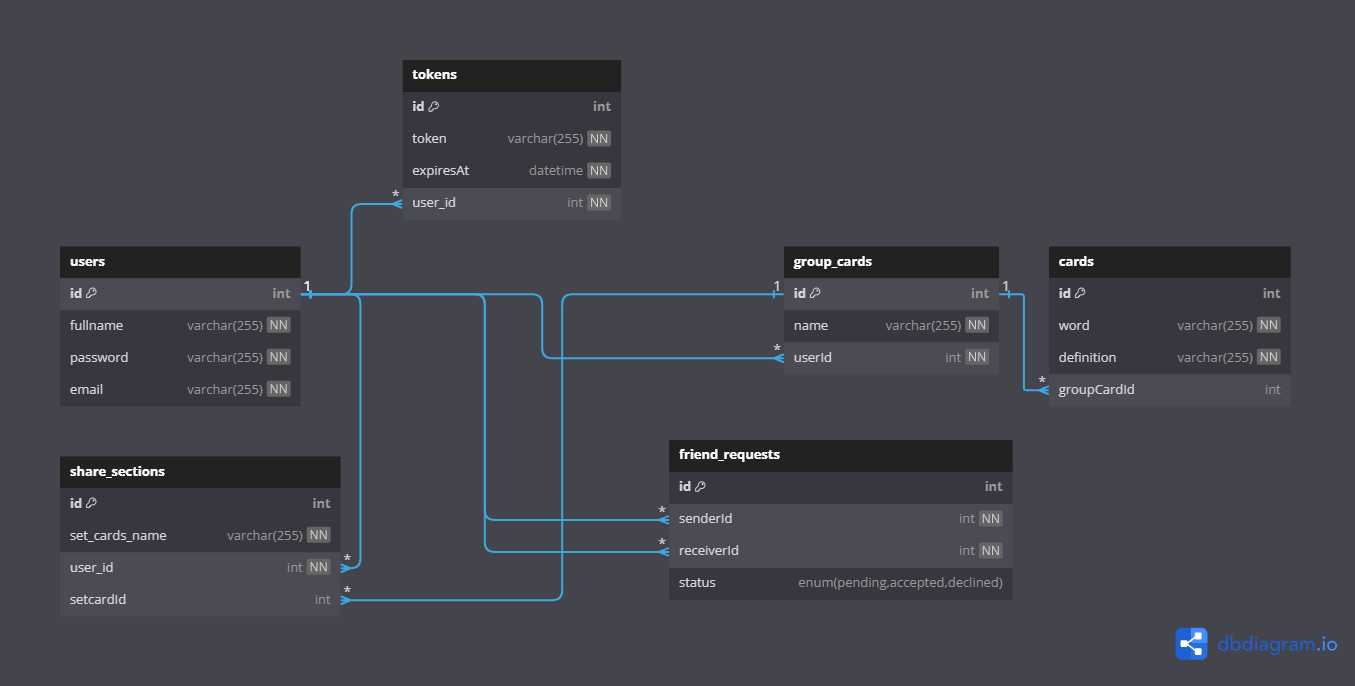 tokens
id int
token varchar(255) NN
expiresAt datetime NN
* user_id int NN
users
id int 1
fullname varchar(255) NN
password varchar(255) NN
email varchar(255) NN
group_cards
1 id int 1
name varchar(255) NN
* userId int NN
cards
id int
word varchar(255) NN
definition varchar(255) NN
* groupCardId int
share_sections
id int
set_cards_name varchar(255) NN
user_id int NN *
setcardId int *
friend_requests
id int
* senderId int NN
* receiverId int NN
status enum(pending,accepted,declined)
dbdiagram.io